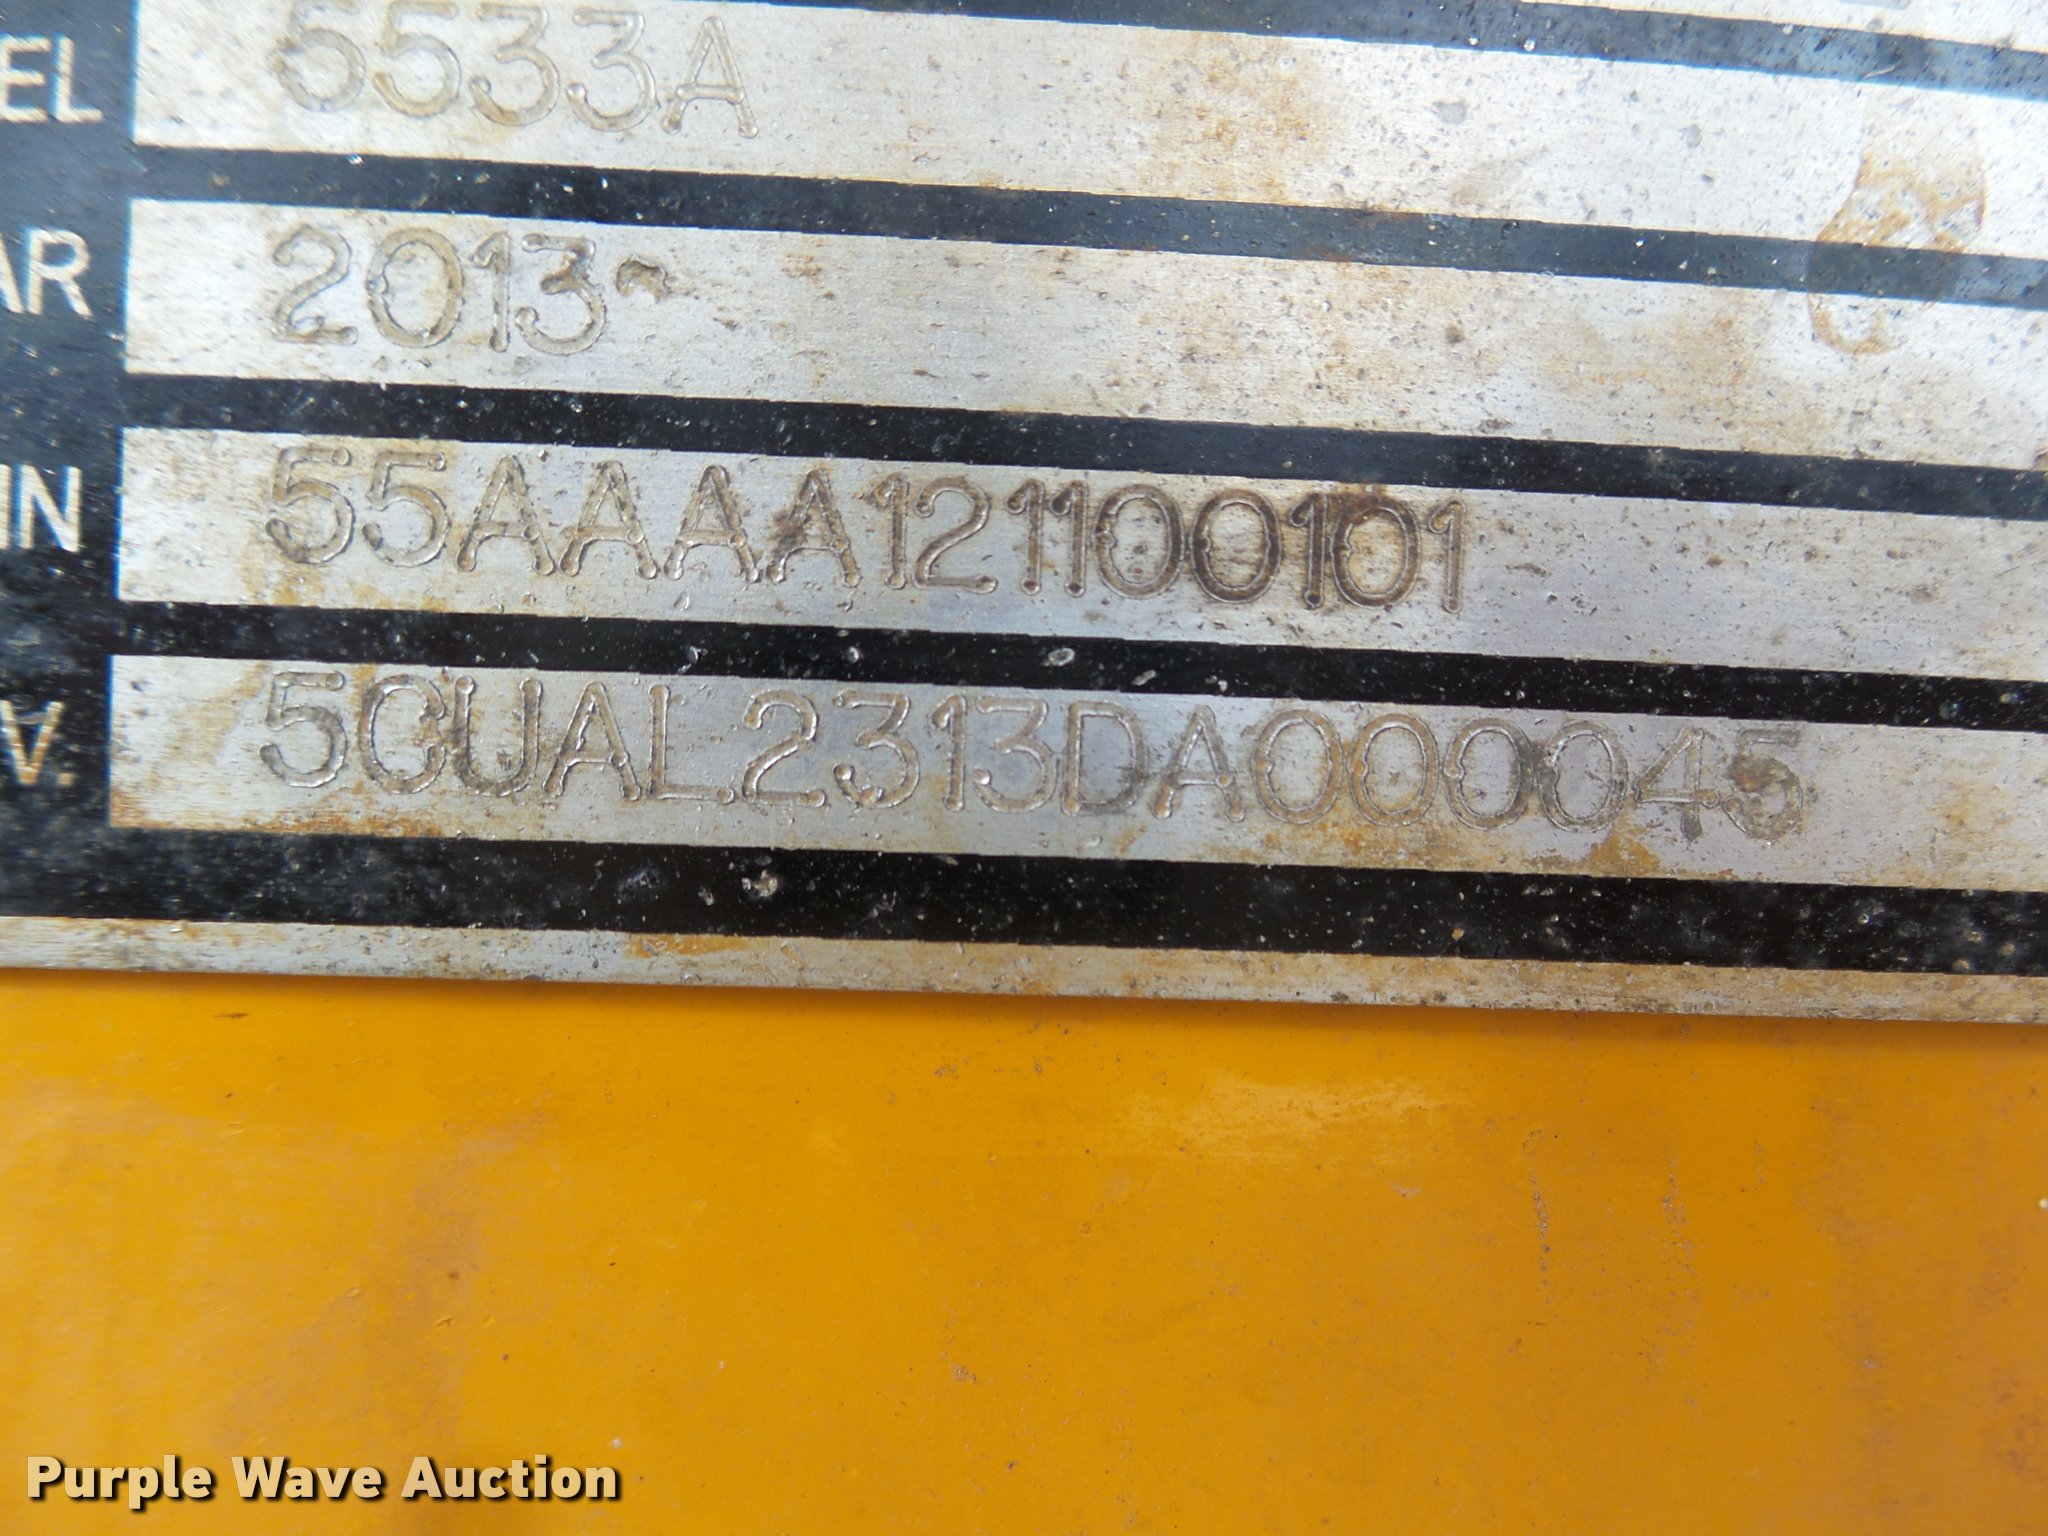 EL 5533A
AR 2013
IN 55AAAA121100101
V. 5CUAL2313DA000045
Purple Wave Auction